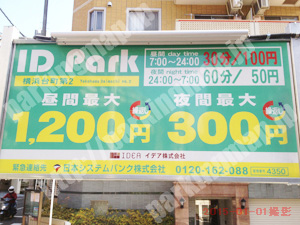 ID Park
横浜台町第2
昼間 day time
7:00〜24:00
30分/100円
夜間 night time
24:00〜7:00
60分/ 50円
昼間最大
1,200円
夜間最大
300円
IDEA イデア株式会社
緊急連絡先
日本システムバンク株式会社
0120-152-088
4350